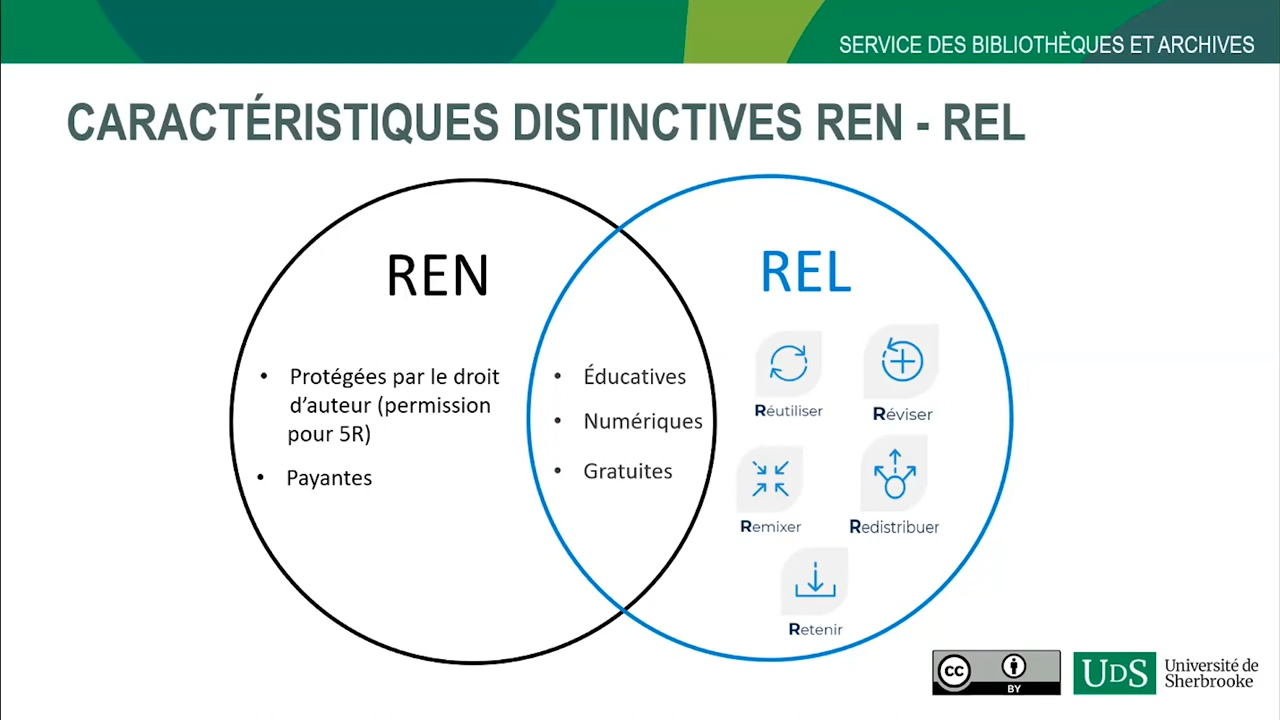 SERVICE DES BIBLIOTHÈQUES ET ARCHIVES
CARACTÉRISTIQUES DISTINCTIVES REN - REL
REN
• Protégées par le droit
d'auteur (permission
pour 5R)
• Payantes
• Éducatives
• Numériques
• Gratuites
REL
Réutiliser
Réviser
Remixer
Redistribuer
Retenir
cc
BY
UDS
Université de
Sherbrooke